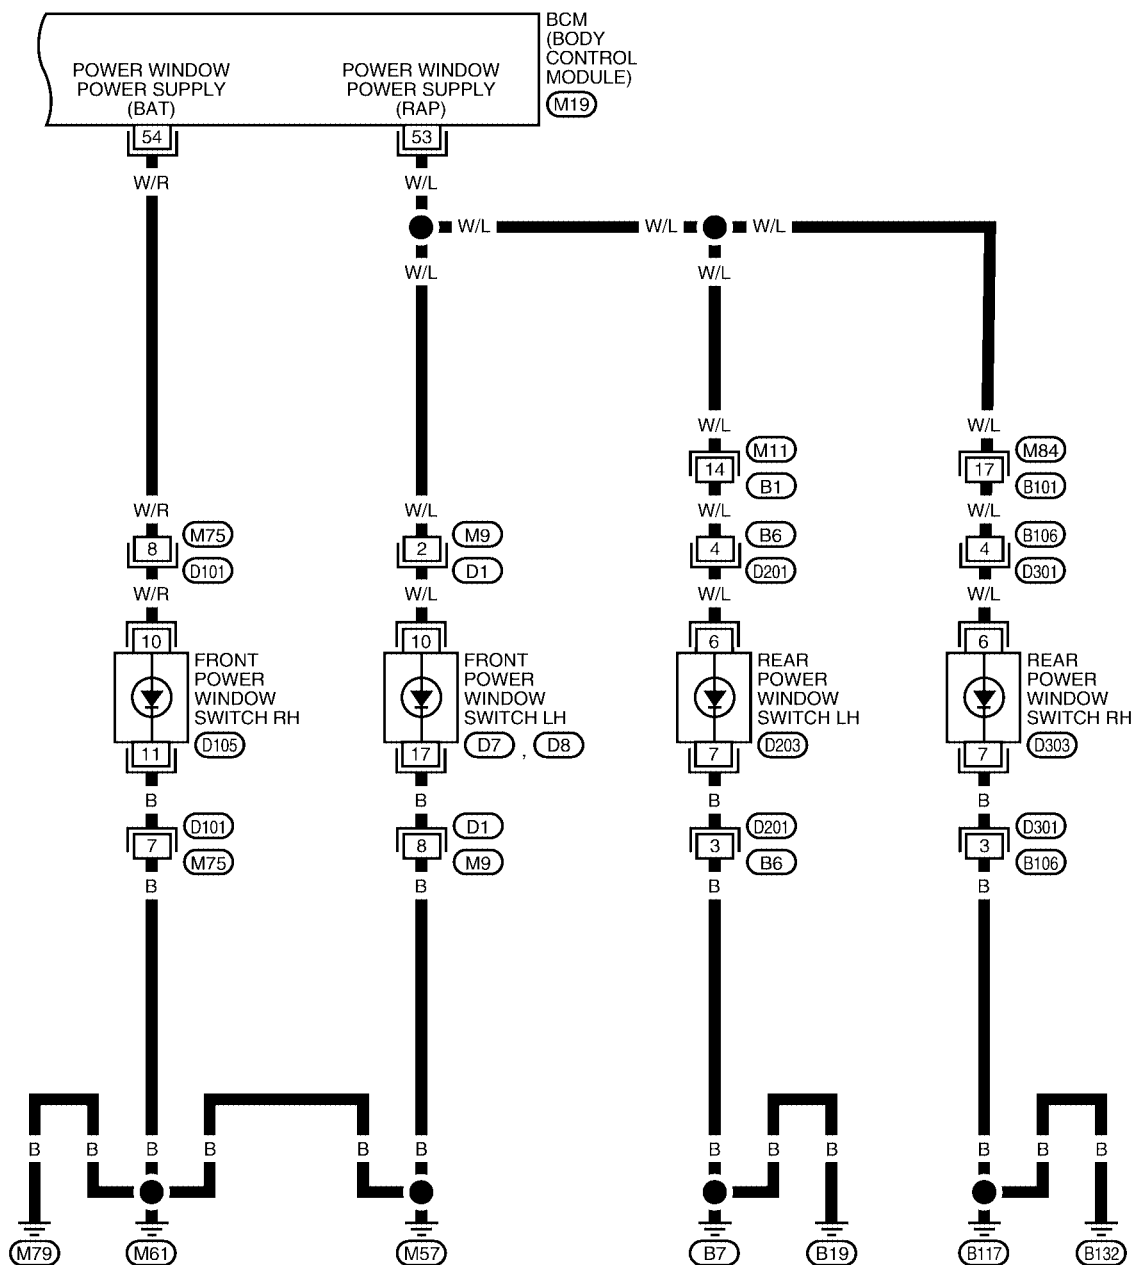 BCM
(BODY
CONTROL
MODULE)
M19
POWER WINDOW
POWER SUPPLY
(BAT)
POWER WINDOW
POWER SUPPLY
(RAP)
54
53
W/R
W/L
W/L
W/L
W/L
W/L
W/L
W/L
W/L
M11
M84
14
17
B1
B101
W/R
W/L
W/L
W/L
M75
M9
B6
B106
8
2
4
4
D101
D1
D201
D301
W/R
W/L
W/L
W/L
10
10
6
6
FRONT
POWER
WINDOW
SWITCH RH
D105
FRONT
POWER
WINDOW
SWITCH LH
D7 , D8
REAR
POWER
WINDOW
SWITCH LH
D203
REAR
POWER
WINDOW
SWITCH RH
D303
11
17
7
7
B
B
B
B
D101
D1
D201
D301
7
8
3
3
M75
M9
B6
B106
B
B
B
B
B
B
B
B
B
B
B
B
B
B
M79
M61
M57
B7
B19
B117
B132